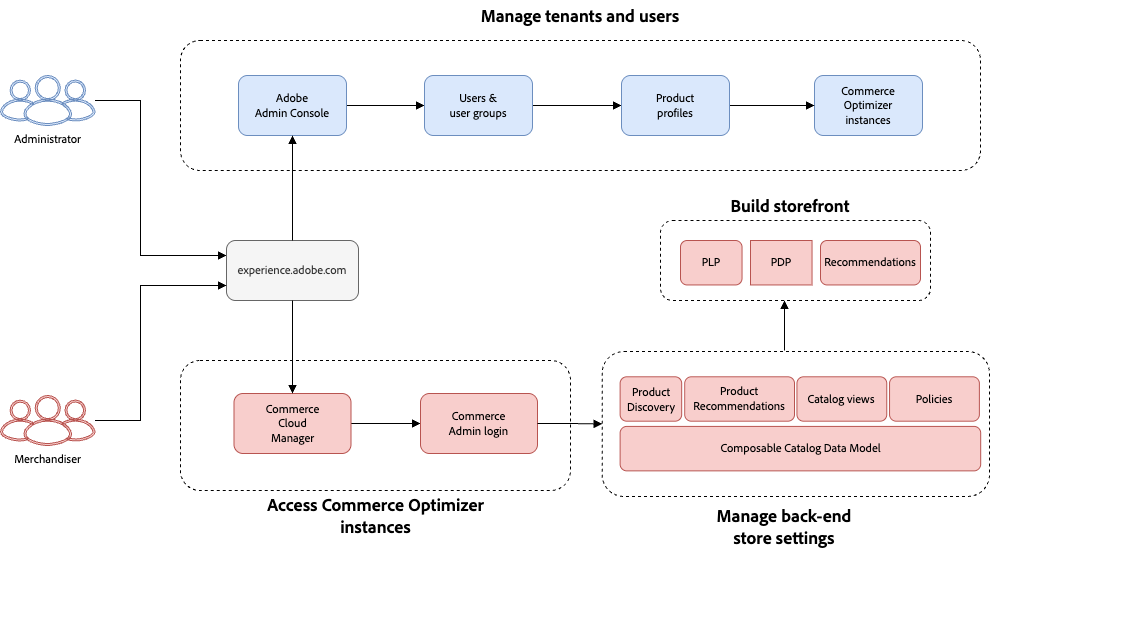 Manage tenants and users
Adobe
Admin Console
Users &
user groups
Product
profiles
Commerce
Optimizer
instances
Administrator
Build storefront
PLP
PDP
Recommendations
experience.adobe.com
Merchandiser
Commerce
Cloud
Manager
Commerce
Admin login
Access Commerce Optimizer
instances
Product
Discovery
Product
Recommendations
Catalog views
Policies
Composable Catalog Data Model
Manage back-end
store settings